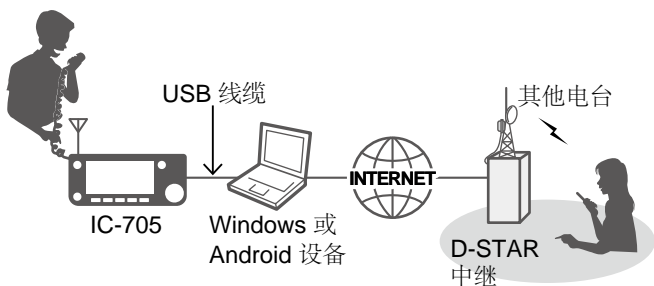 USB 线缆
其他电台
INTERNET
IC-705
Windows 或
Android 设备
D-STAR
中继